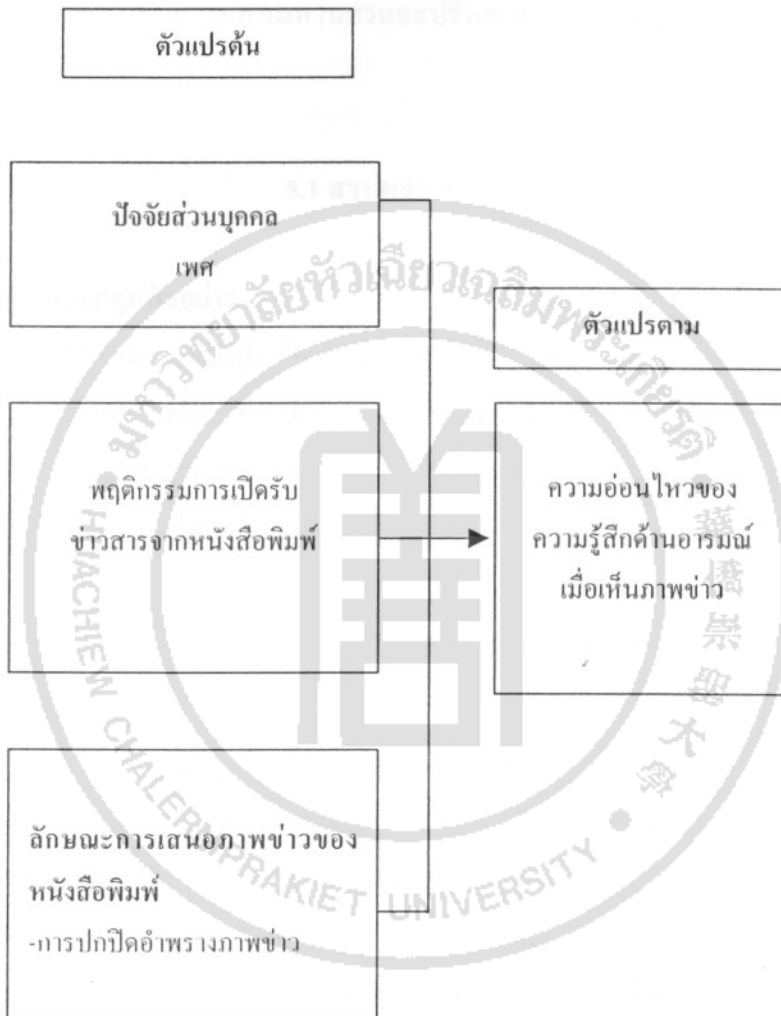 ตัวแปรต้น
ปัจจัยส่วนบุคคล
เพศ
พฤติกรรมการเปิดรับ
ข่าวสารจากหนังสือพิมพ์
ลักษณะการเสนอภาพข่าวของ
หนังสือพิมพ์
-การปกปิดอำพรางภาพข่าว
ตัวแปรตาม
ความอ่อนไหวของ
ความรู้สึกด้านอารมณ์
เมื่อเห็นภาพข่าว
มหาวิทยาลัยหัวเฉียวเฉลิมพระเกียรติ
HUACHIEW CHALERMPRAKIET UNIVERSITY
華僑崇聖大學